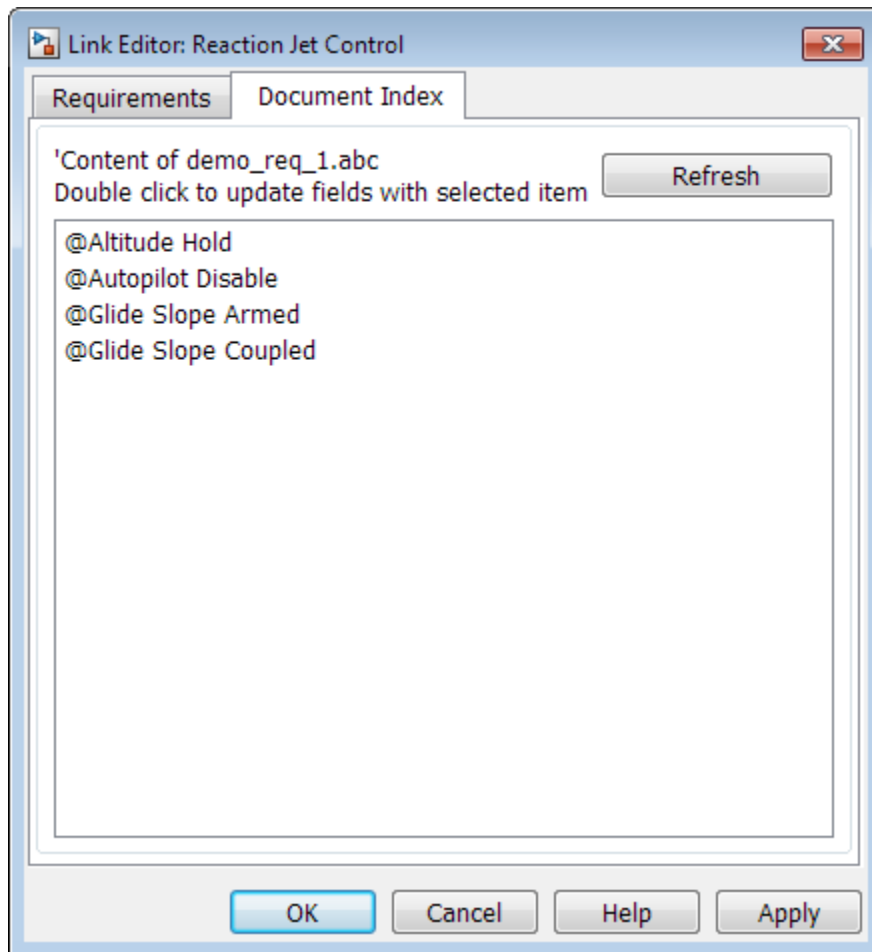 Link Editor: Reaction Jet Control
Requirements
Document Index
'Content of demo_req_1.abc
Double click to update fields with selected item
Refresh
@Altitude Hold
@Autopilot Disable
@Glide Slope Armed
@Glide Slope Coupled
OK
Cancel
Help
Apply